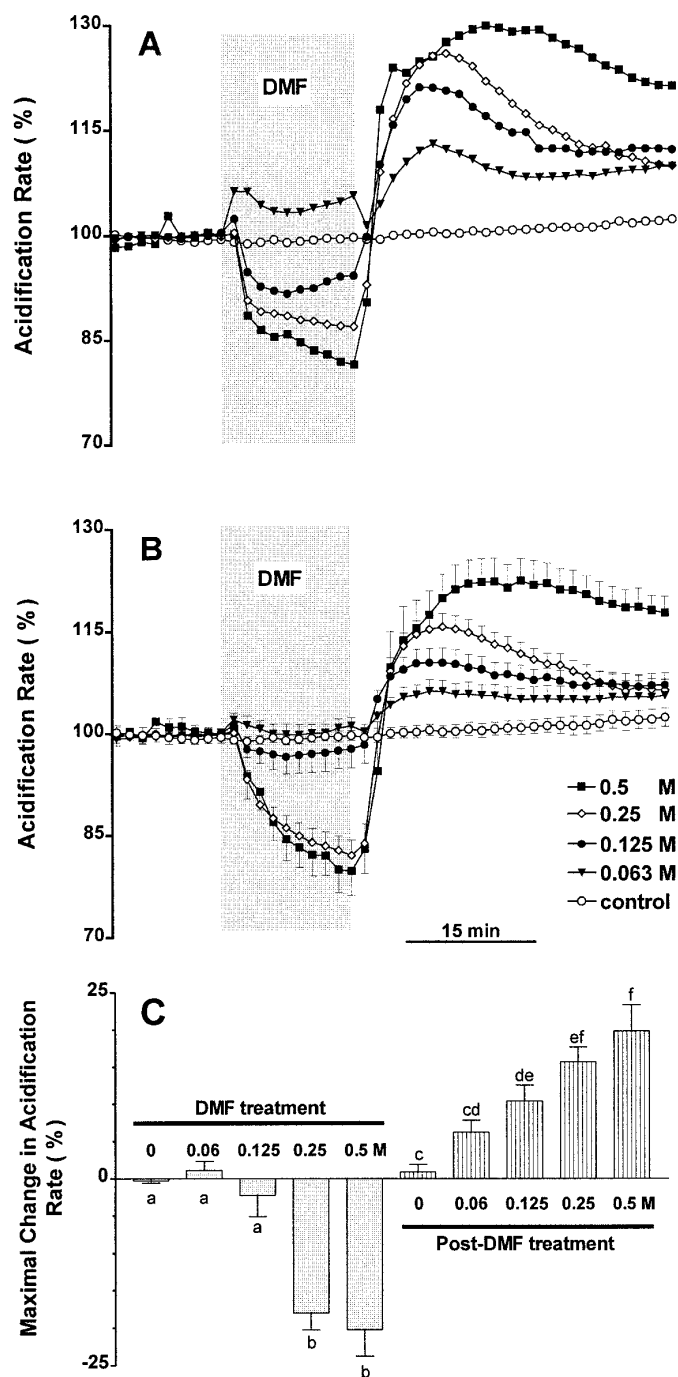 A
DMF
Acidification Rate ( % )
130
115
100
85
70
B
DMF
Acidification Rate ( % )
130
115
100
85
70
0.5 M
0.25 M
0.125 M
0.063 M
control
15 min
C
Maximal Change in Acidification
Rate ( % )
25
0
-25
DMF treatment
0 0.06 0.125 0.25 0.5 M
a a a b b
c cd de ef f
0 0.06 0.125 0.25 0.5 M
Post-DMF treatment